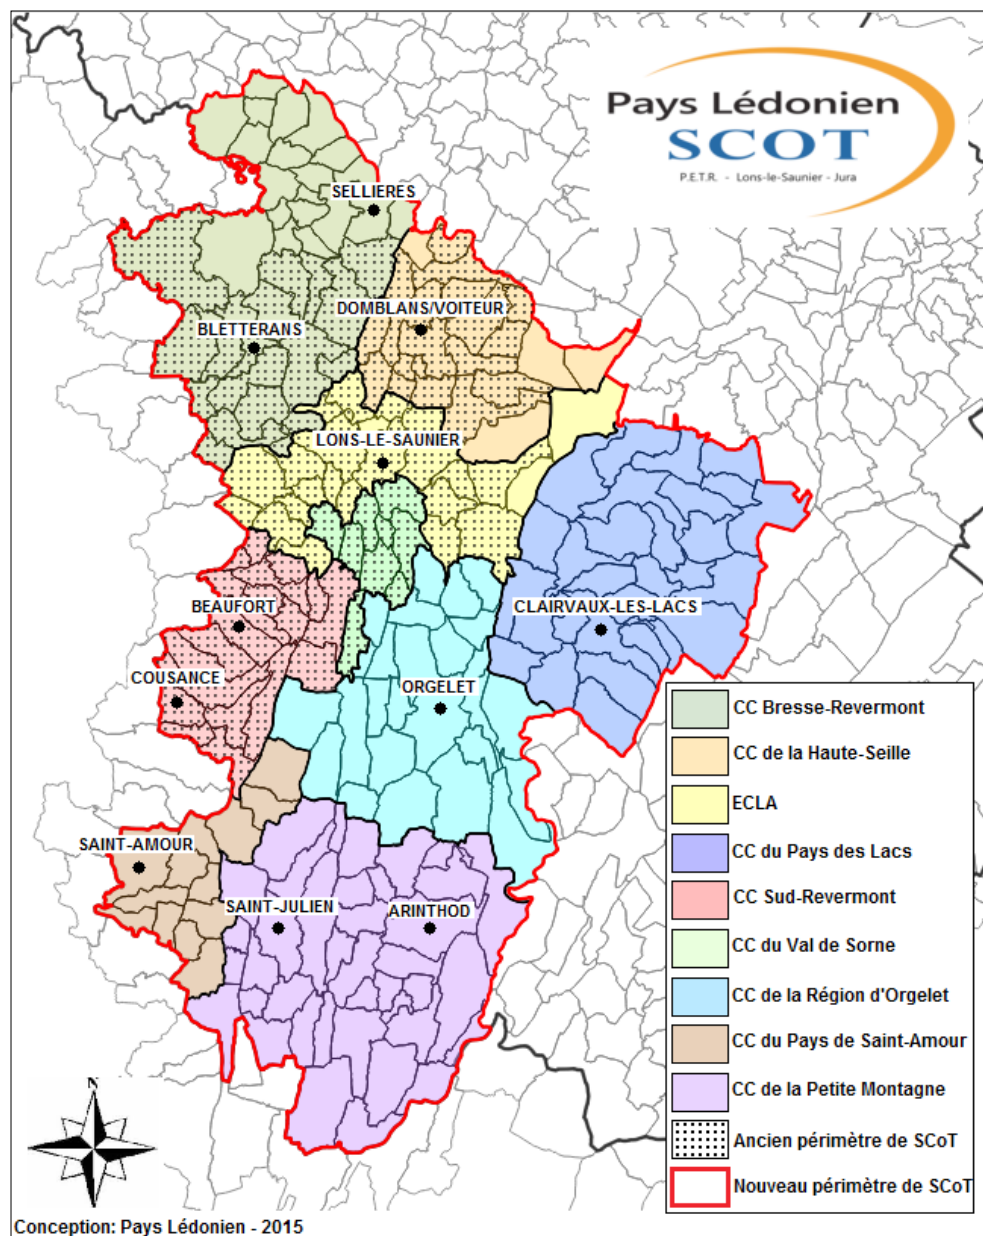 Pays Lédonien
SCOT
P.E.T.R. - Lons-le-Saunier - Jura
SELLIERES
DOMBLANS/VOITEUR
BLETTERANS
LONS-LE-SAUNIER
BEAUFORT
CLAIRVAUX-LES-LACS
COUSANCE
ORGELET
SAINT-AMOUR
SAINT-JULIEN
ARINTHOD
CC Bresse-Revermont
CC de la Haute-Seille
ECLA
CC du Pays des Lacs
CC Sud-Revermont
CC du Val de Sorne
CC de la Région d'Orgelet
CC du Pays de Saint-Amour
CC de la Petite Montagne
Ancien périmètre de SCoT
Nouveau périmètre de SCoT
N
Conception: Pays Lédonien - 2015